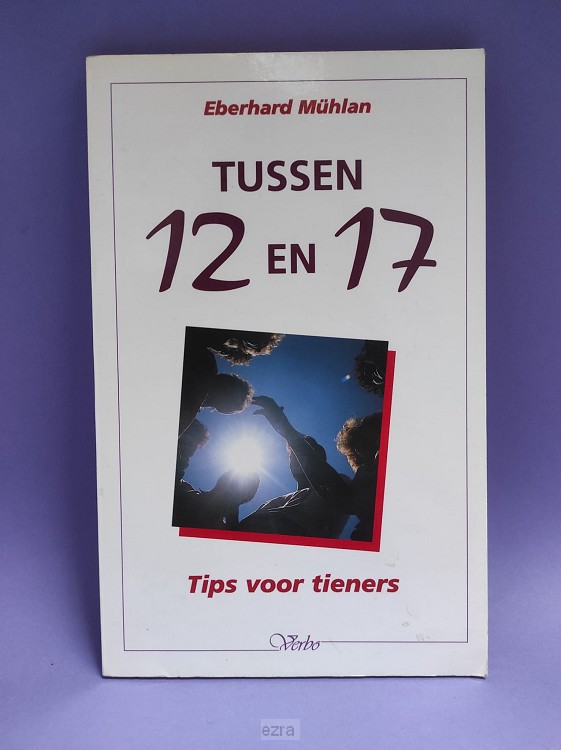 Eberhard Mühlan
TUSSEN
12 EN 17
Tips voor tieners
Verbo
ezra